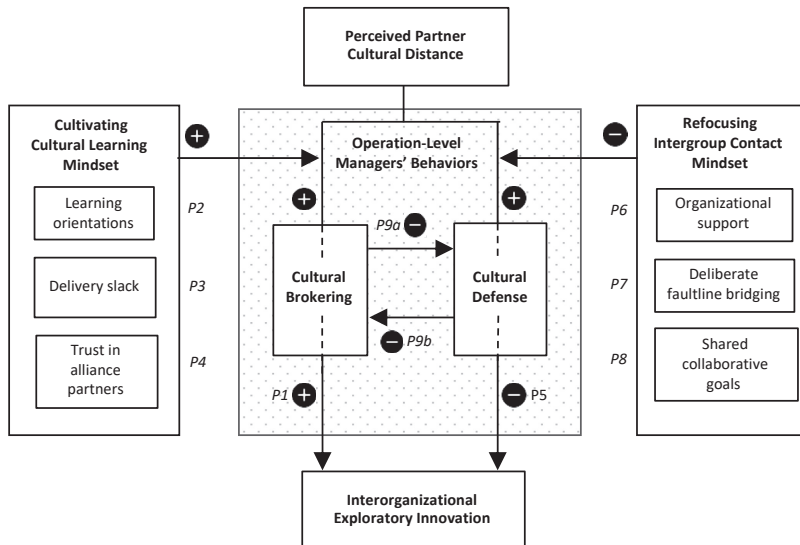 Perceived Partner
Cultural Distance
Cultivating
Cultural Learning
Mindset
Learning
orientations
Delivery slack
Trust in
alliance
partners
+
P2
P3
P4
Operation-Level
Managers' Behaviors
+
+
P9a −
Cultural
Brokering
Cultural
Defense
− P9b
P1 +
− P5
−
P6
P7
P8
Refocusing
Intergroup Contact
Mindset
Organizational
support
Deliberate
faultline bridging
Shared
collaborative
goals
Interorganizational
Exploratory Innovation